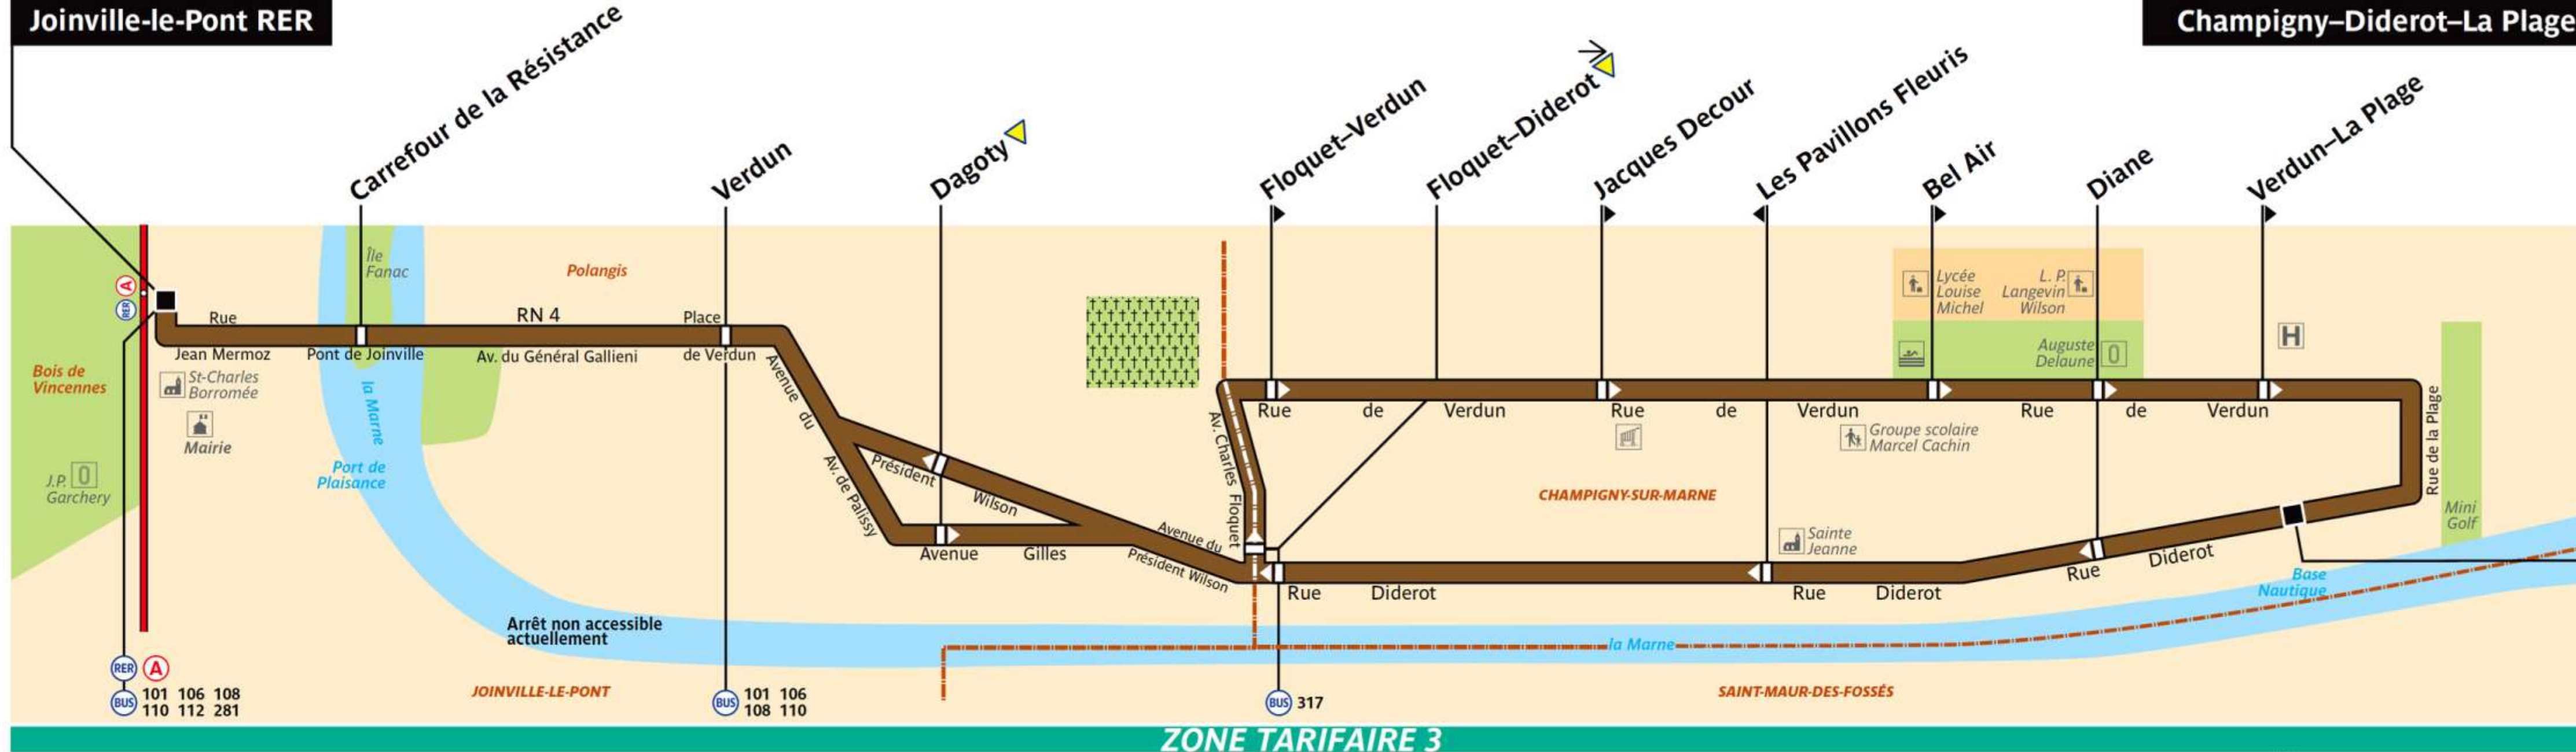 Joinville-le-Pont RER
Champigny–Diderot–La Plage
Carrefour de la Résistance
Verdun
Dagoty
Floquet–Verdun
Floquet–Diderot
Jacques Decour
Les Pavillons Fleuris
Bel Air
Diane
Verdun–La Plage
Île
Fanac
Polangis
RER A
Rue
Jean Mermoz
Pont de Joinville
RN 4
Av. du Général Gallieni
Place
de Verdun
Bois de
Vincennes
St-Charles
Borromée
Mairie
J.P.
Garchery
la Marne
Port de
Plaisance
Avenue du
Président
Wilson
Av. de Palissy
Avenue Gilles
Avenue du
Président Wilson
Av. Charles Floquet
Rue de Verdun
Rue de Verdun
Rue de Verdun
Lycée
Louise
Michel
L. P.
Langevin
Wilson
Auguste
Delaune
H
Groupe scolaire
Marcel Cachin
CHAMPIGNY-SUR-MARNE
Sainte
Jeanne
Rue de la Plage
Mini
Golf
Rue Diderot
Rue Diderot
Rue Diderot
Base
Nautique
Arrêt non accessible
actuellement
la Marne
RER A
BUS 101 106 108
110 112 281
JOINVILLE-LE-PONT
BUS 101 106
108 110
BUS 317
SAINT-MAUR-DES-FOSSÉS
ZONE TARIFAIRE 3